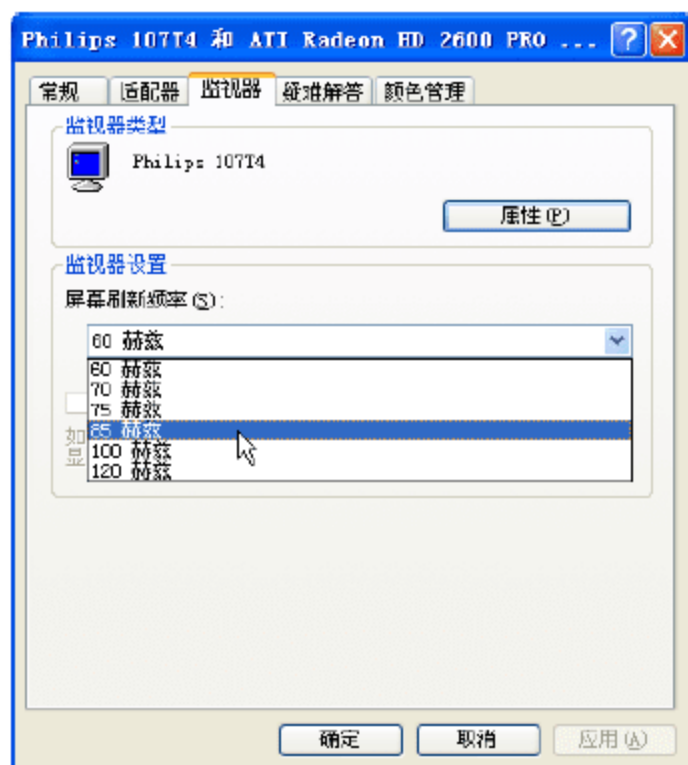 Philips 107T4 和 ATI Radeon HD 2600 PRO ...
常规 适配器 监视器 疑难解答 颜色管理
监视器类型
Philips 107T4
属性(P)
监视器设置
屏幕刷新频率(S):
60 赫兹
60 赫兹
70 赫兹
75 赫兹
85 赫兹
100 赫兹
120 赫兹
如
显
确定 取消 应用(A)